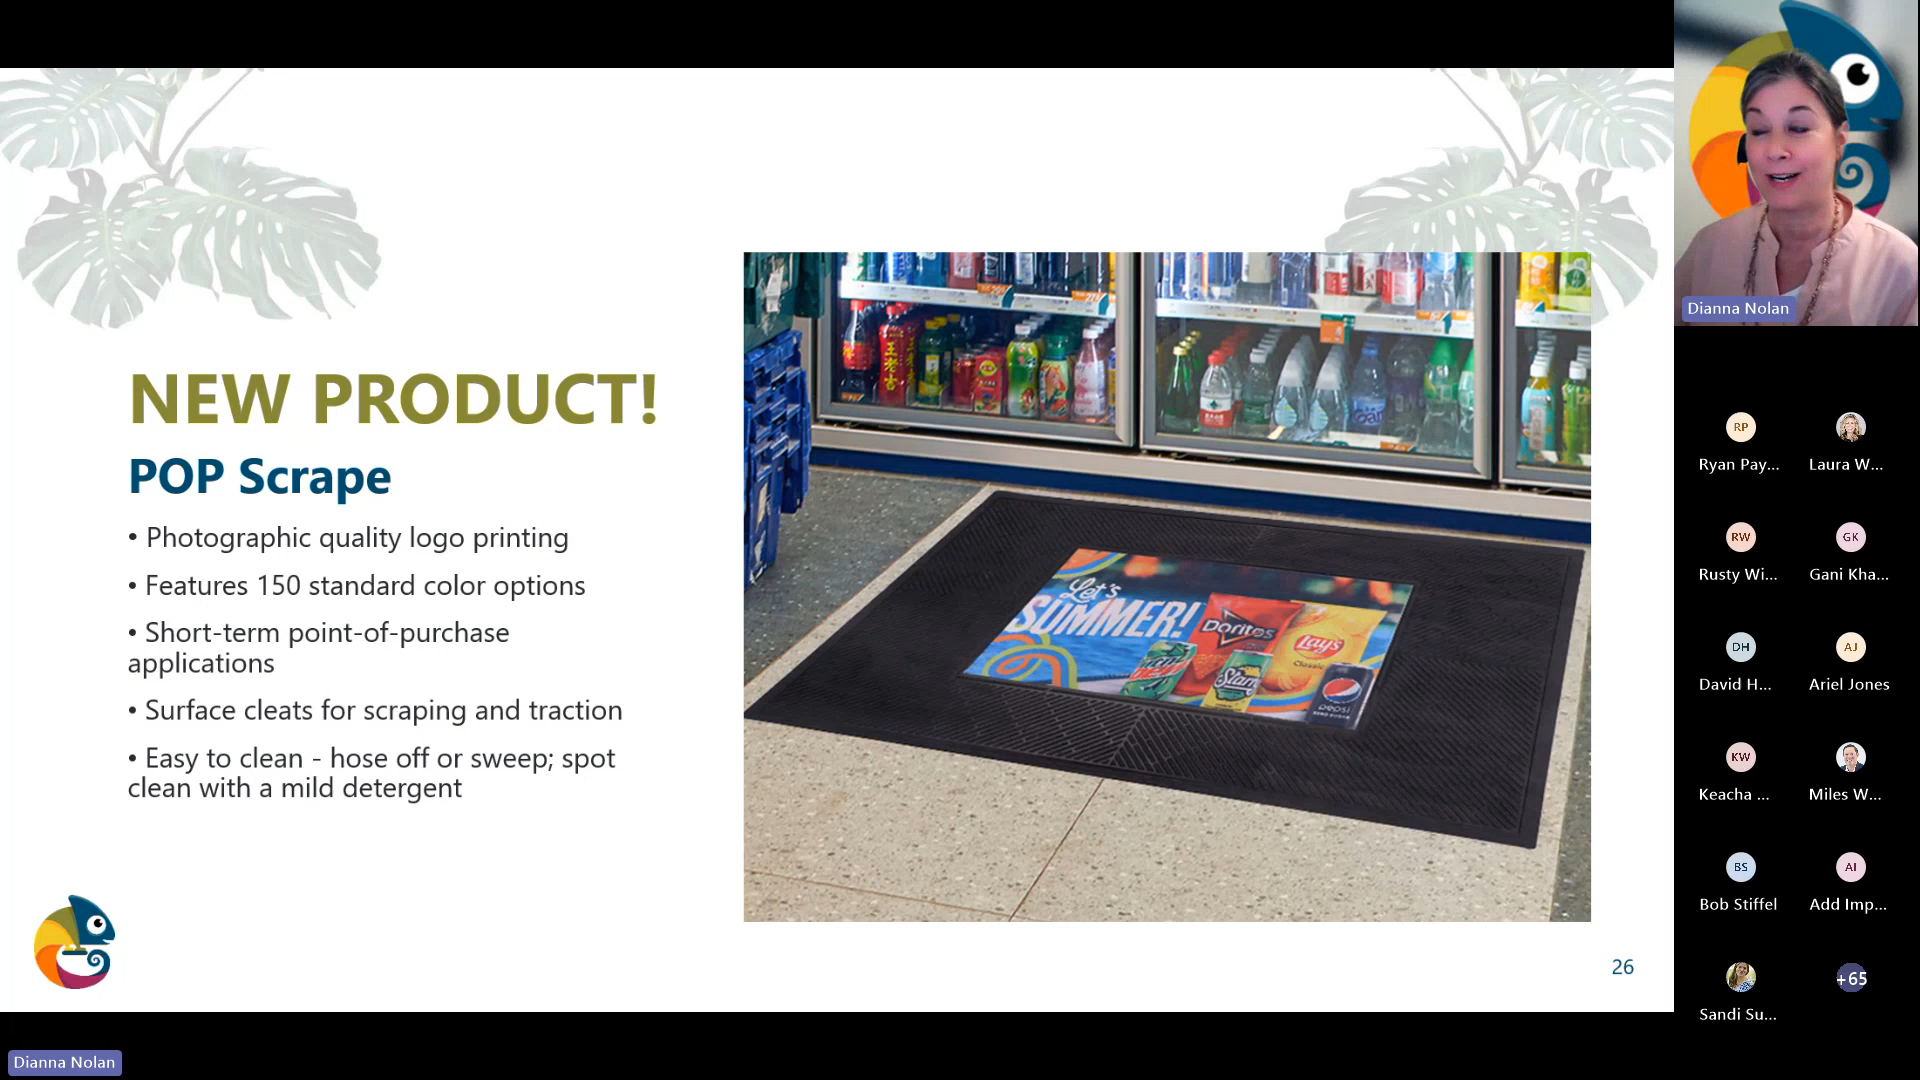 NEW PRODUCT!
POP Scrape
• Photographic quality logo printing
• Features 150 standard color options
• Short-term point-of-purchase
applications
• Surface cleats for scraping and traction
• Easy to clean - hose off or sweep; spot
clean with a mild detergent
Let's
SUMMER!
Doritos
Lay's
Classic
Starry
pepsi
ZERO SUGAR
26
Dianna Nolan
Dianna Nolan
RP
Ryan Pay...
Laura W...
RW
Rusty Wi...
GK
Gani Kha...
DH
David H...
AJ
Ariel Jones
KW
Keacha ...
Miles W...
BS
Bob Stiffel
AI
Add Imp...
Sandi Su...
+65